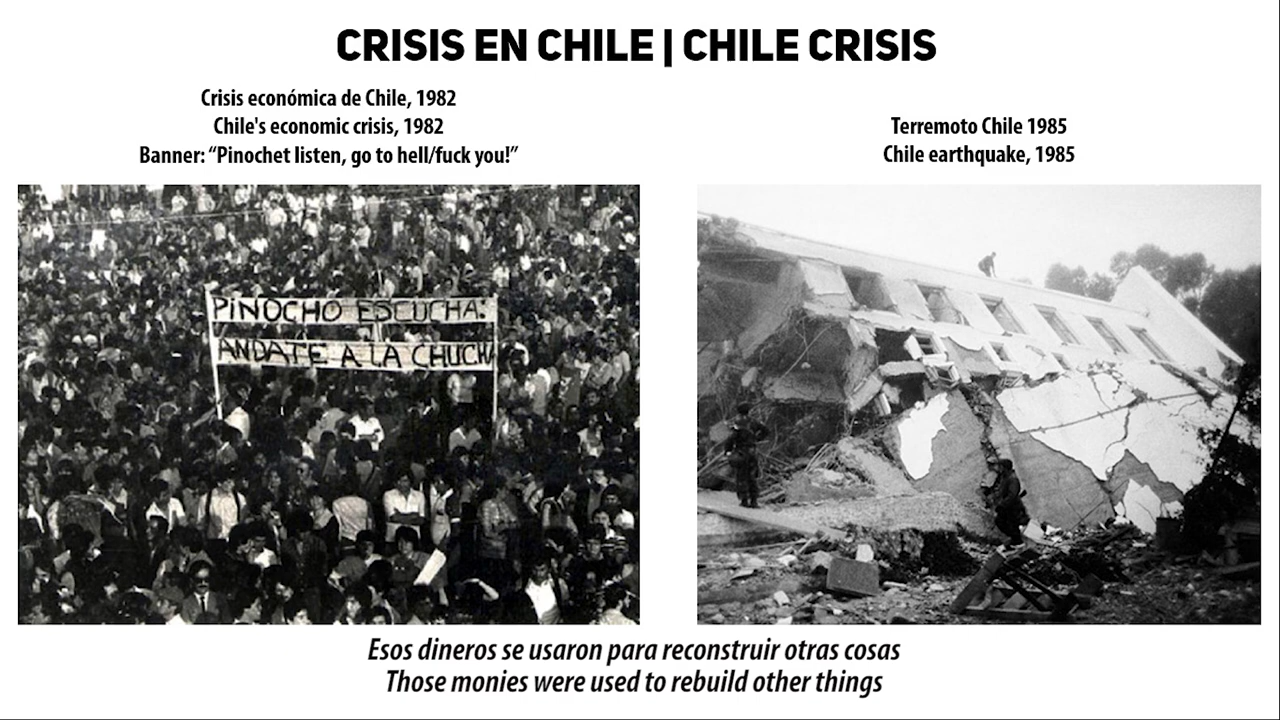 CRISIS EN CHILE | CHILE CRISIS
Crisis económica de Chile, 1982
Chile's economic crisis, 1982
Banner: “Pinochet listen, go to hell/fuck you!”
Terremoto Chile 1985
Chile earthquake, 1985
PINOCHO ESCUCHA:
ANDATE A LA CHUCHA
Esos dineros se usaron para reconstruir otras cosas
Those monies were used to rebuild other things